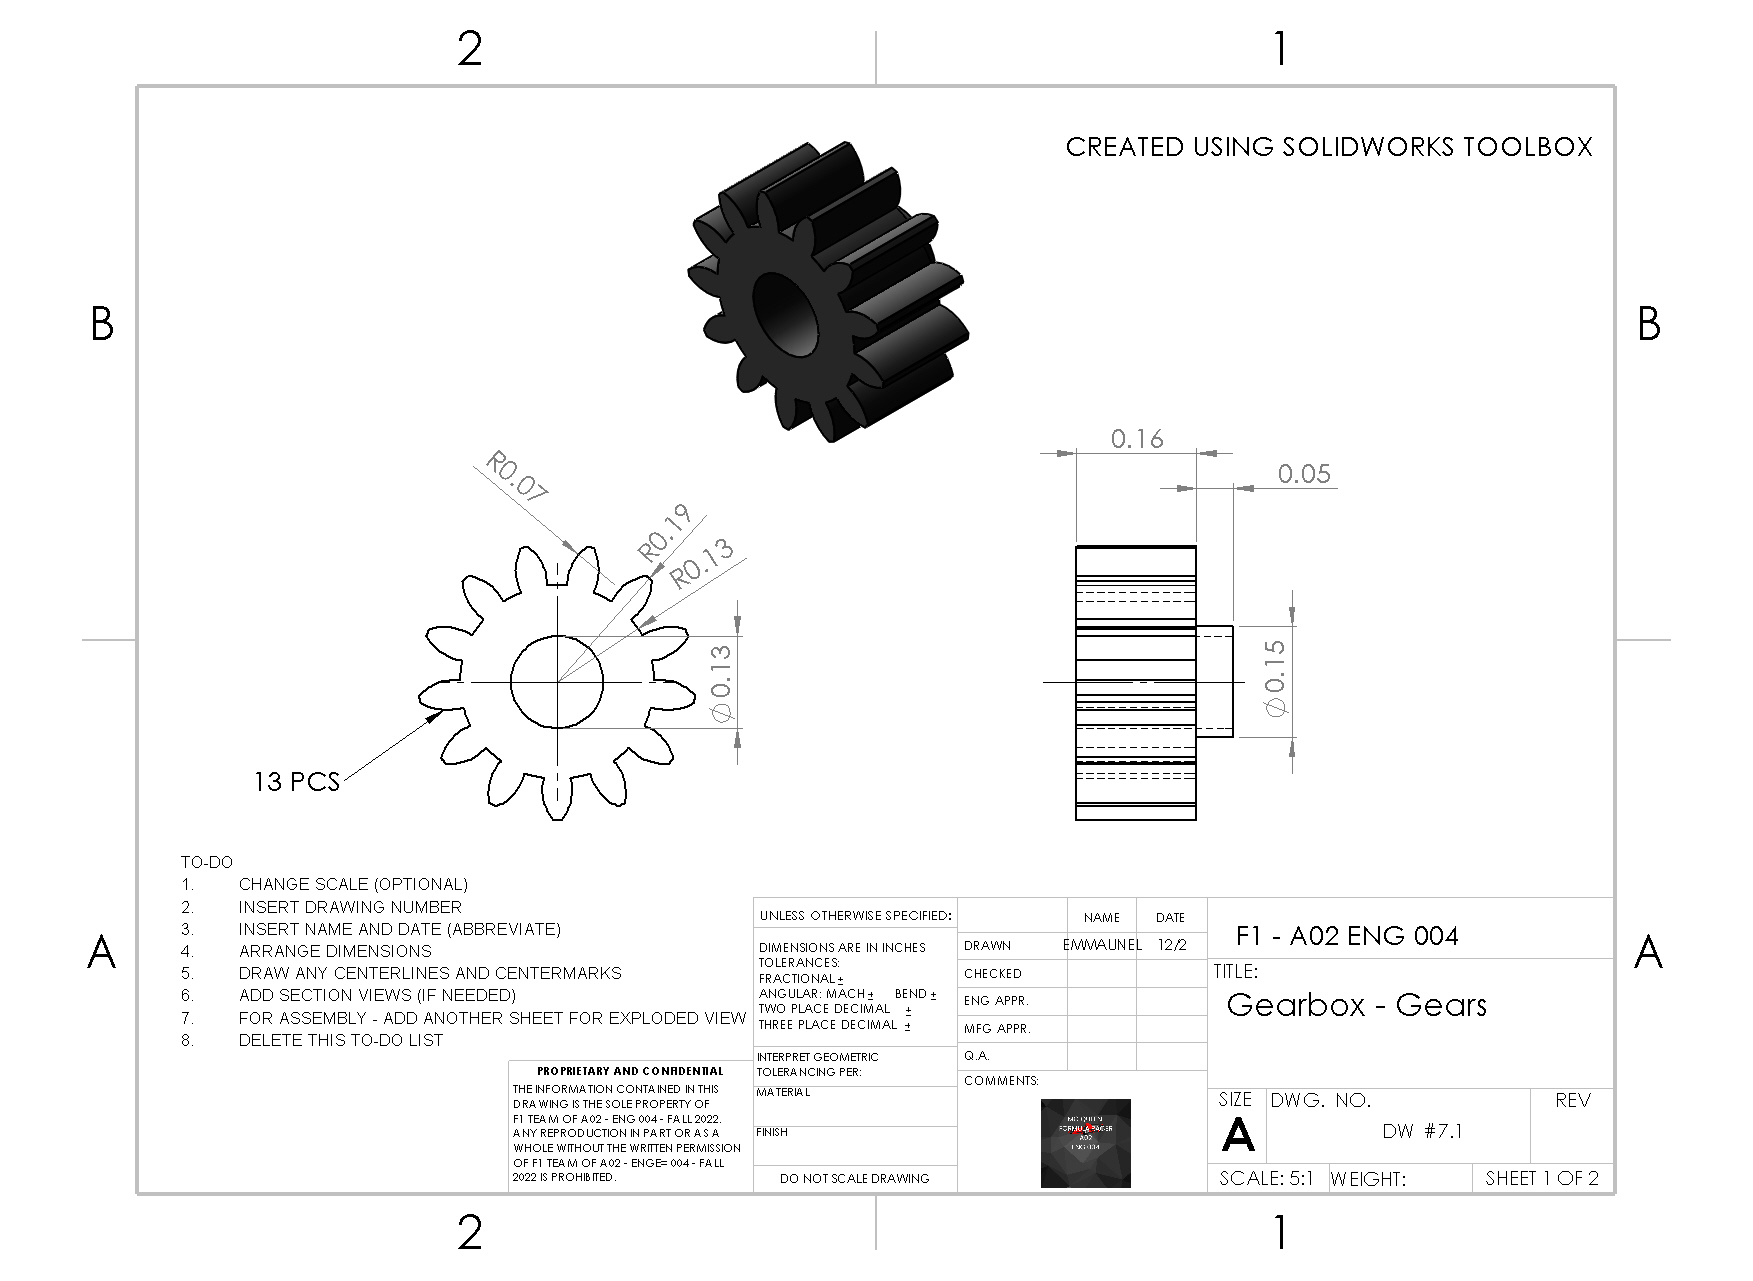 2
1
CREATED USING SOLIDWORKS TOOLBOX
B
B
0.16
0.05
R0.07
R0.19
R0.13
⌀0.13
⌀0.15
13 PCS
TO-DO
1. CHANGE SCALE (OPTIONAL)
2. INSERT DRAWING NUMBER
3. INSERT NAME AND DATE (ABBREVIATE)
4. ARRANGE DIMENSIONS
5. DRAW ANY CENTERLINES AND CENTERMARKS
6. ADD SECTION VIEWS (IF NEEDED)
7. FOR ASSEMBLY - ADD ANOTHER SHEET FOR EXPLODED VIEW
8. DELETE THIS TO-DO LIST
A
A
PROPRIETARY AND CONFIDENTIAL
THE INFORMATION CONTAINED IN THIS
DRAWING IS THE SOLE PROPERTY OF
F1 TEAM OF A02 - ENG 004 - FALL 2022.
ANY REPRODUCTION IN PART OR AS A
WHOLE WITHOUT THE WRITTEN PERMISSION
OF F1 TEAM OF A02 - ENGE= 004 - FALL
2022 IS PROHIBITED.
UNLESS OTHERWISE SPECIFIED:
DIMENSIONS ARE IN INCHES
TOLERANCES:
FRACTIONAL ±
ANGULAR: MACH ± BEND ±
TWO PLACE DECIMAL ±
THREE PLACE DECIMAL ±
INTERPRET GEOMETRIC
TOLERANCING PER:
MATERIAL
FINISH
DO NOT SCALE DRAWING
NAME DATE
DRAWN EMMAUNEL 12/2
CHECKED
ENG APPR.
MFG APPR.
Q.A.
COMMENTS:
MC QUEEN
FORMULA RACER
A02
ENG 004
F1 - A02 ENG 004
TITLE:
Gearbox - Gears
SIZE DWG. NO. REV
A DW #7.1
SCALE: 5:1 WEIGHT: SHEET 1 OF 2
2
1